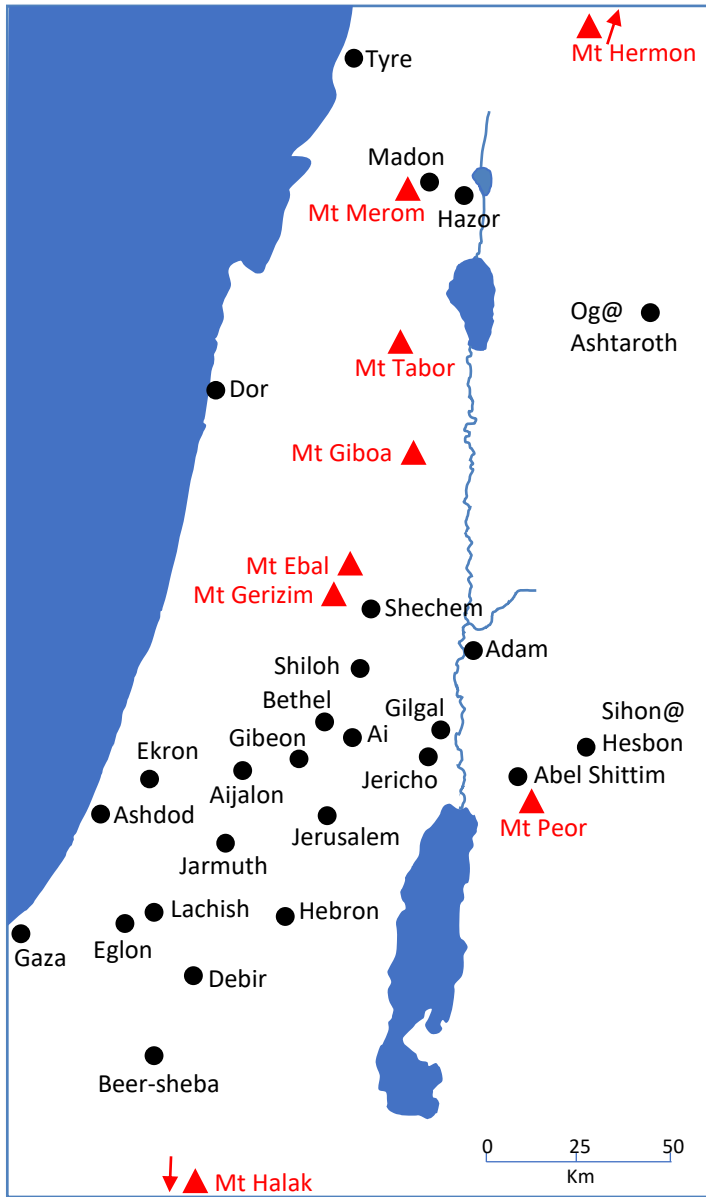 Mt Hermon
Tyre
Madon
Mt Merom
Hazor
Og@
Ashtaroth
Mt Tabor
Dor
Mt Giboa
Mt Ebal
Mt Gerizim
Shechem
Adam
Shiloh
Bethel
Gilgal
Sihon@
Hesbon
Ai
Gibeon
Ekron
Jericho
Abel Shittim
Aijalon
Ashdod
Jerusalem
Mt Peor
Jarmuth
Lachish
Hebron
Eglon
Gaza
Debir
Beer-sheba
0 25 50
Km
Mt Halak